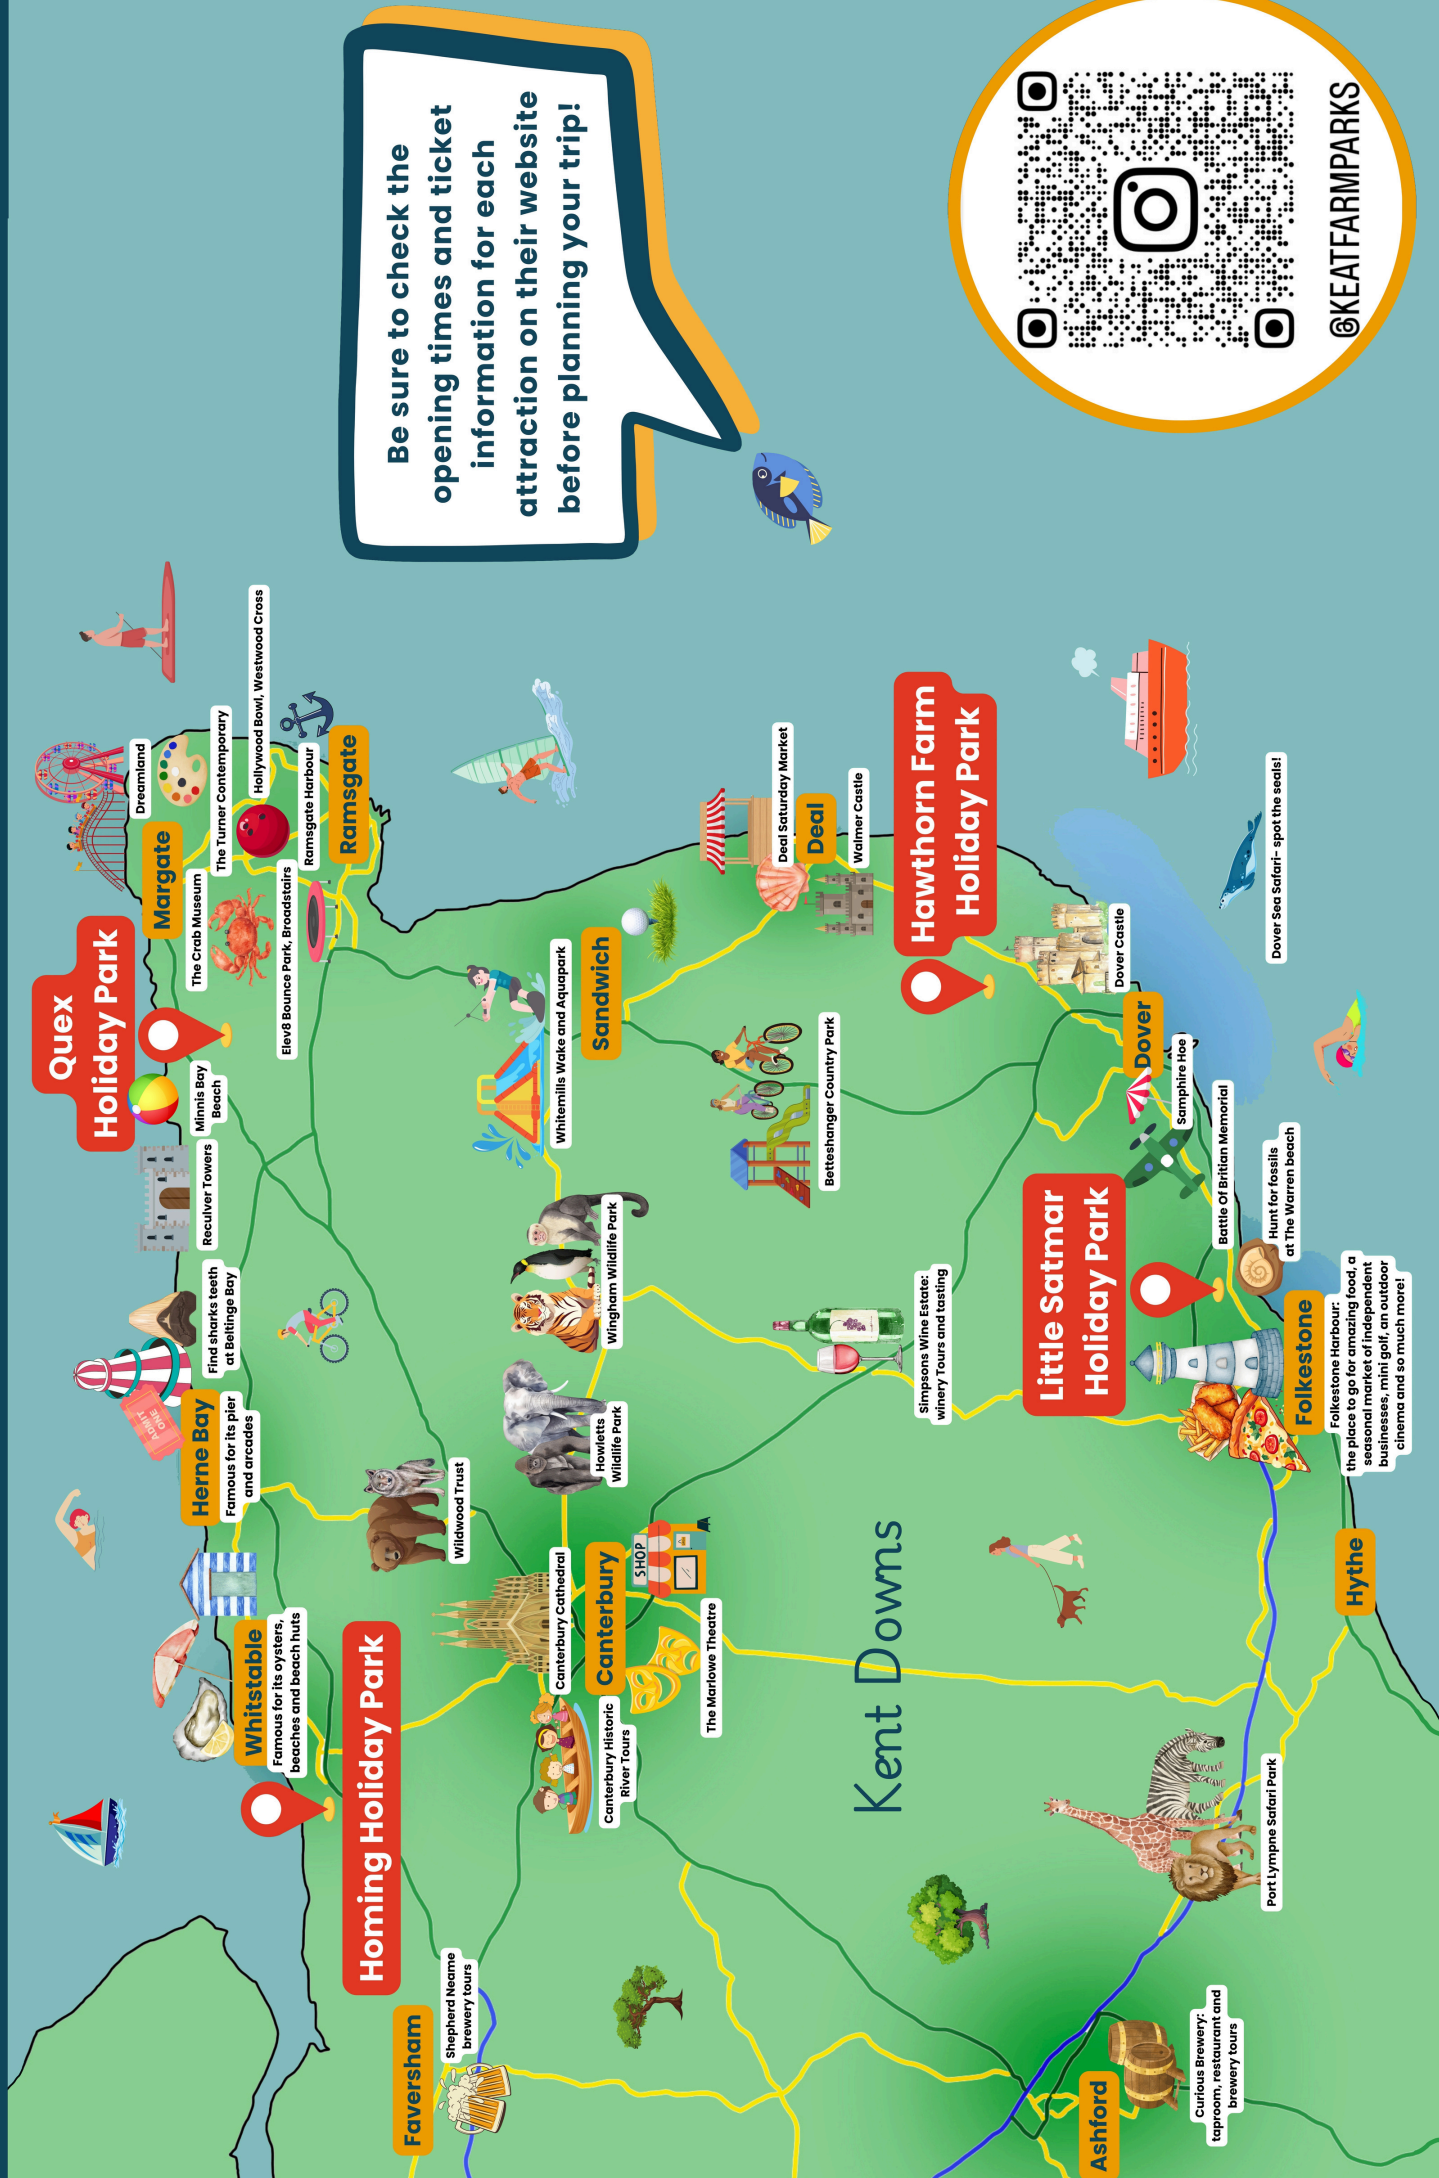 Be sure to check the
opening times and ticket
information for each
attraction on their website
before planning your trip!
@KEATFARMPARKS
Quex
Holiday Park
Margate
Dreamland
The Turner Contemporary
Hollywood Bowl, Westwood Cross
Ramsgate Harbour
Ramsgate
The Crab Museum
Elev8 Bounce Park, Broadstairs
Minnis Bay
Beach
Reculver Towers
Find sharks teeth
at Beltinge Bay
ADMIT
ONE
Herne Bay
Famous for its pier
and arcades
Whitstable
Famous for its oysters,
beaches and beach huts
Homing Holiday Park
Faversham
Shepherd Neame
brewery tours
Wildwood Trust
Canterbury Cathedral
Canterbury
SHOP
Canterbury Historic
River Tours
The Marlowe Theatre
Howletts
Wildlife Park
Wingham Wildlife Park
Whitemills Wake and Aquapark
Sandwich
Deal Saturday Market
Deal
Walmer Castle
Betteshanger Country Park
Hawthorn Farm
Holiday Park
Simpsons Wine Estate:
winery Tours and tasting
Kent Downs
Dover Castle
Dover
Samphire Hoe
Dover Sea Safari- spot the seals!
Battle Of Britian Memorial
Little Satmar
Holiday Park
Hunt for fossils
at The Warren beach
Folkestone
Folkestone Harbour:
the place to go for amazing food, a
seasonal market of independent
businesses, mini golf, an outdoor
cinema and so much more!
Hythe
Port Lympne Safari Park
Ashford
Curious Brewery:
taproom, restaurant and
brewery tours